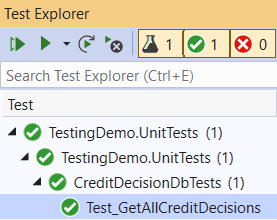 Test Explorer
1 1 0
Search Test Explorer (Ctrl+E)
Test
TestingDemo.UnitTests (1)
TestingDemo.UnitTests (1)
CreditDecisionDbTests (1)
Test_GetAllCreditDecisions